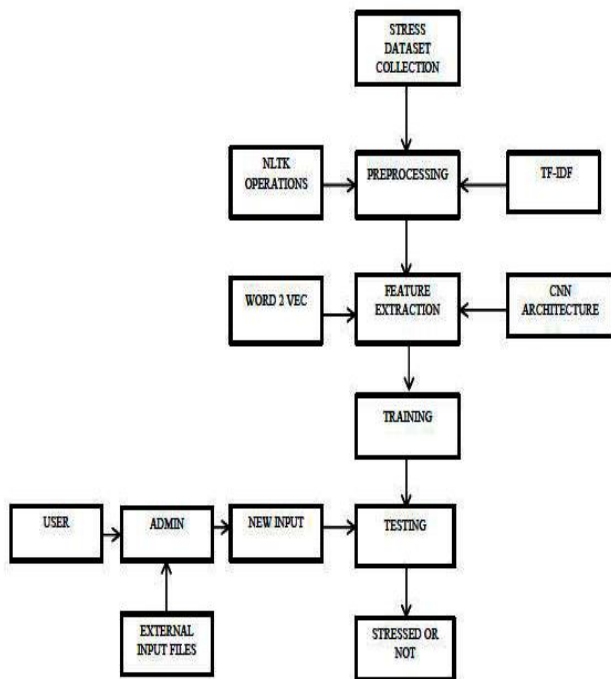 STRESS
DATASET
COLLECTION
NLTK
OPERATIONS
PREPROCESSING
TF-IDF
WORD 2 VEC
FEATURE
EXTRACTION
CNN
ARCHITECTURE
TRAINING
USER
ADMIN
NEW INPUT
TESTING
EXTERNAL
INPUT FILES
STRESSED OR
NOT